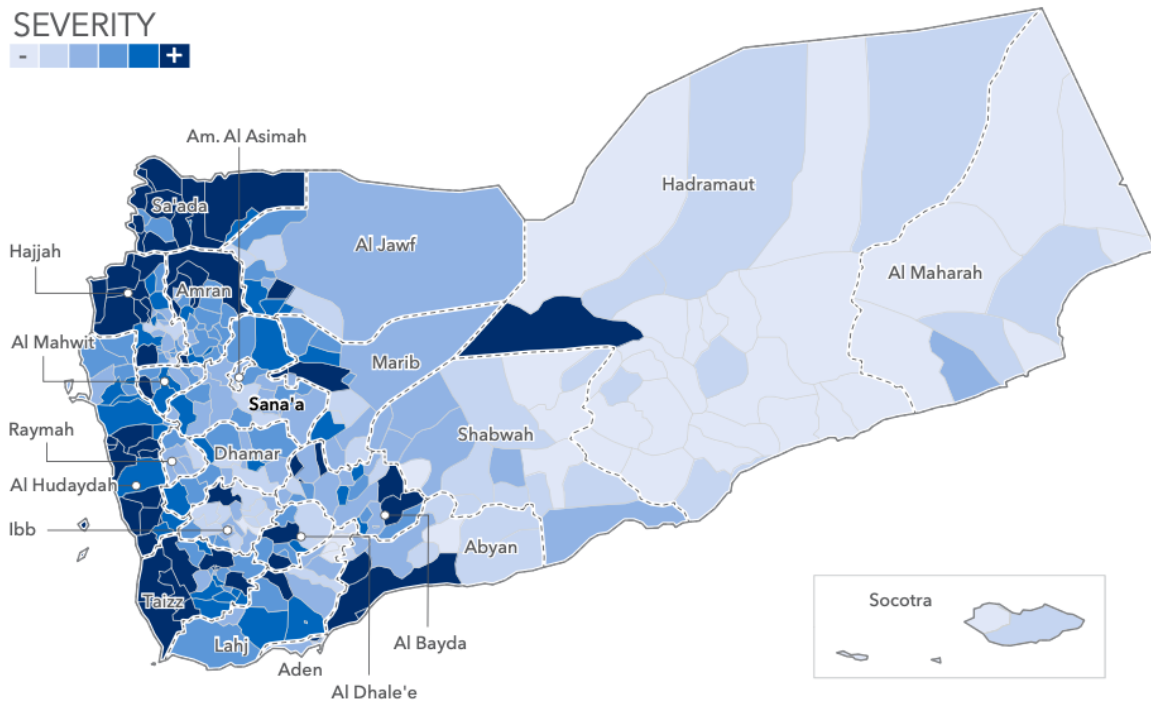 SEVERITY
- +
Am. Al Asimah
Hadramaut
Sa'ada
Al Jawf
Hajjah
Al Maharah
Amran
Al Mahwit
Marib
Sana'a
Raymah
Shabwah
Dhamar
Al Hudaydah
Ibb
Abyan
Taizz
Socotra
Lahj
Al Bayda
Aden
Al Dhale'e